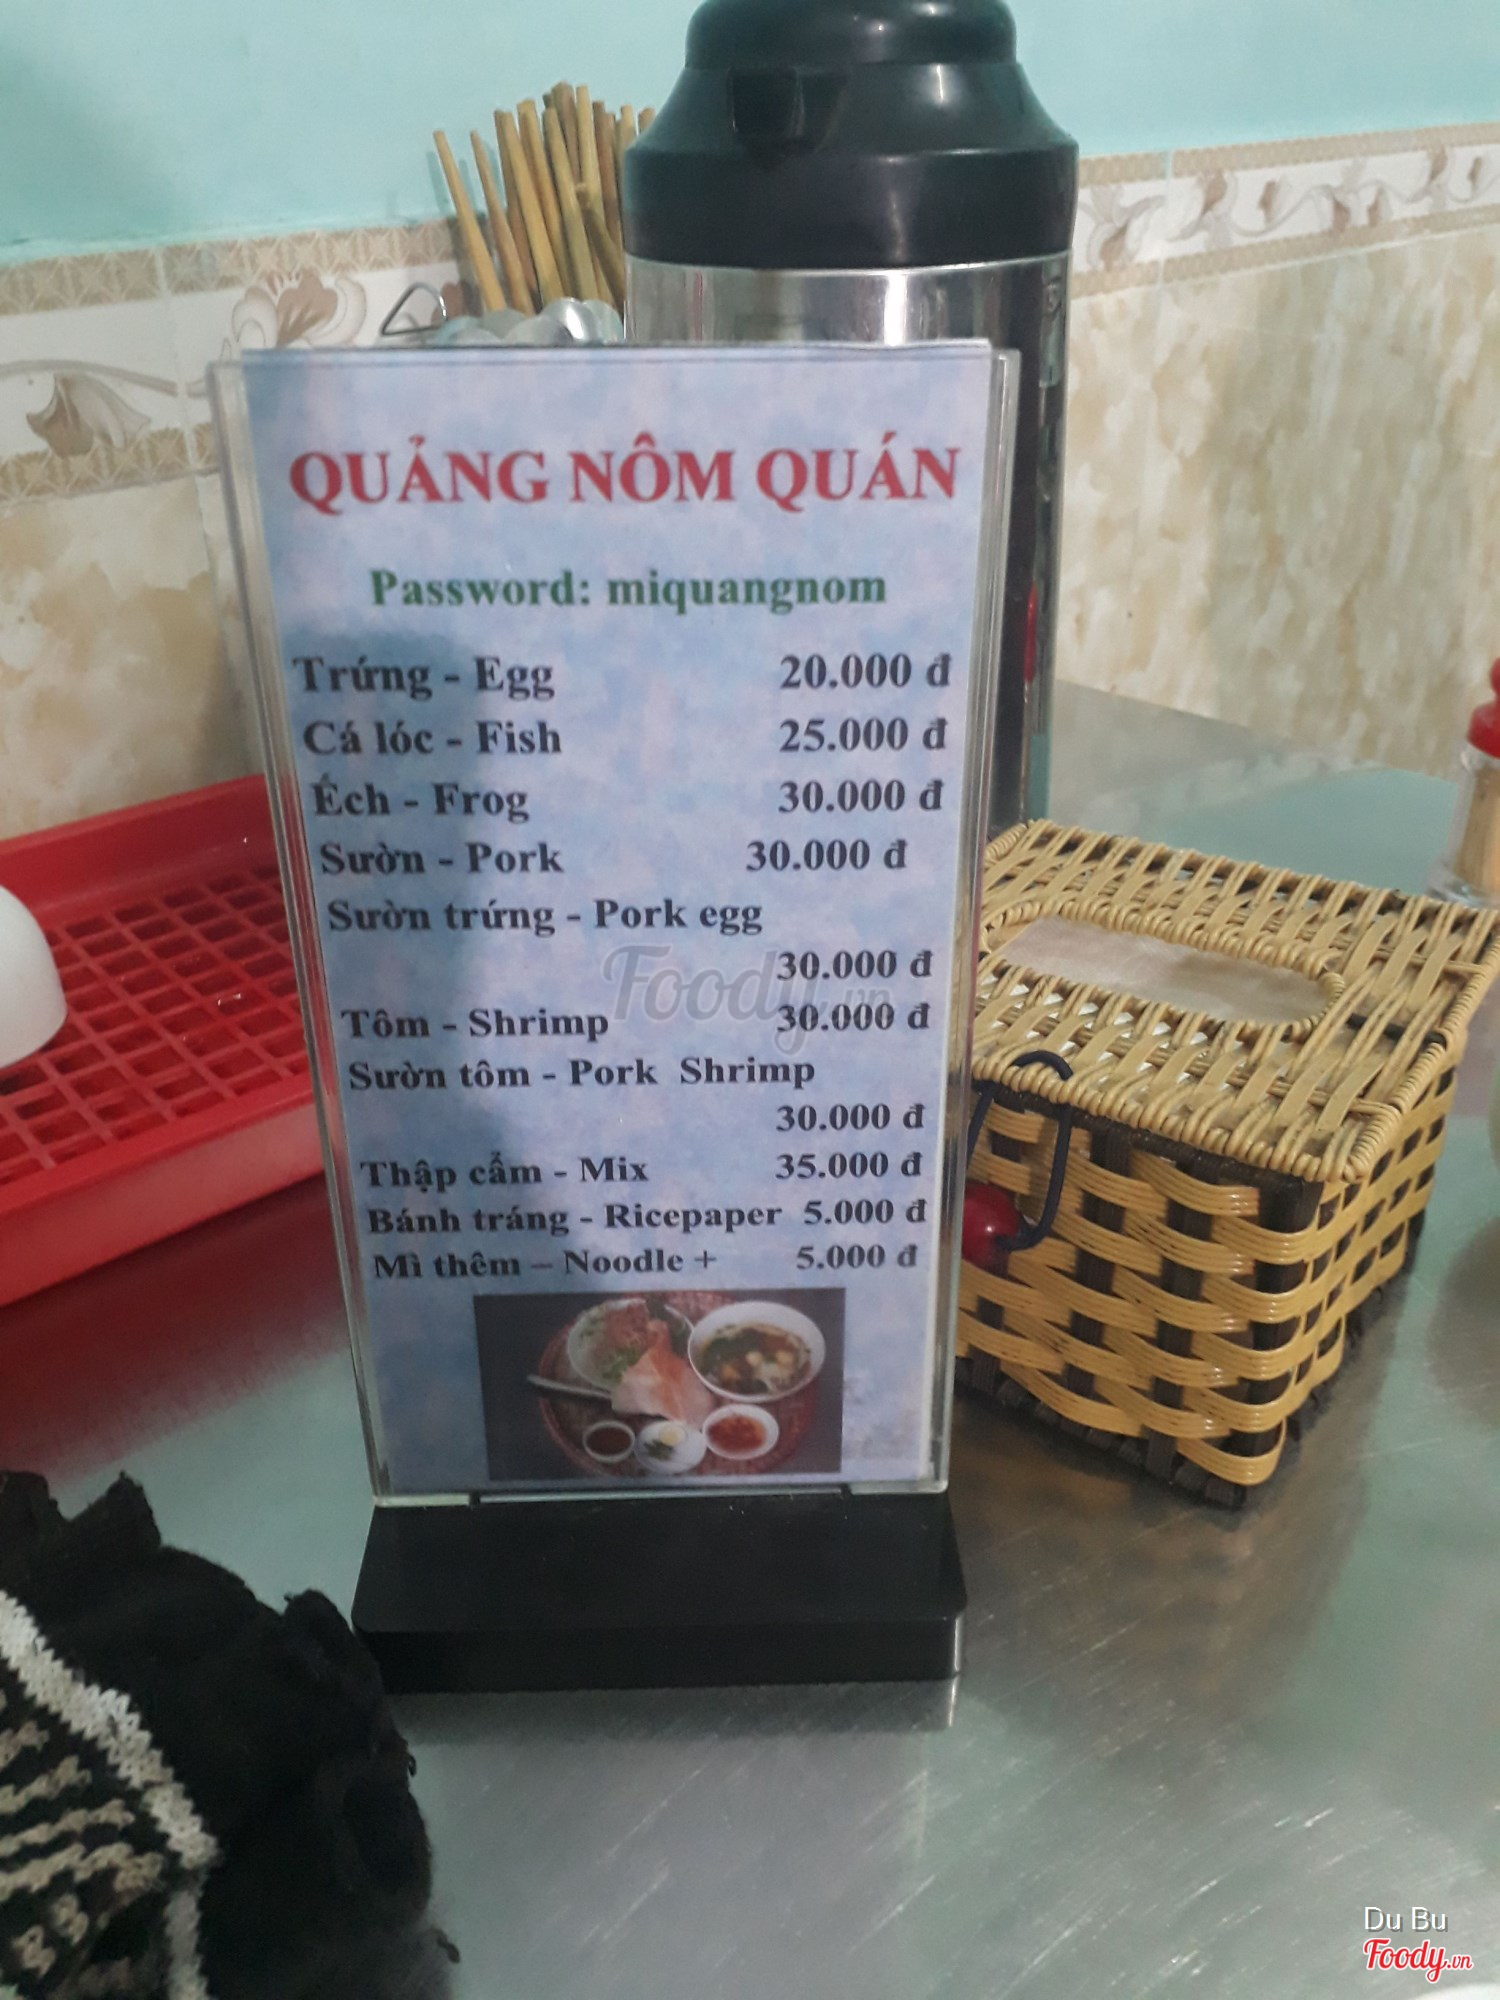 QUẢNG NÔM QUÁN
Password: miquangnom
Trứng - Egg 20.000 đ
Cá lóc - Fish 25.000 đ
Ếch - Frog 30.000 đ
Sườn - Pork 30.000 đ
Sườn trứng - Pork egg
30.000 đ
Tôm - Shrimp 30.000 đ
Sườn tôm - Pork Shrimp
30.000 đ
Thập cẩm - Mix 35.000 đ
Bánh tráng - Ricepaper 5.000 đ
Mì thêm – Noodle + 5.000 đ
Foody.vn
Du Bu
Foody.vn